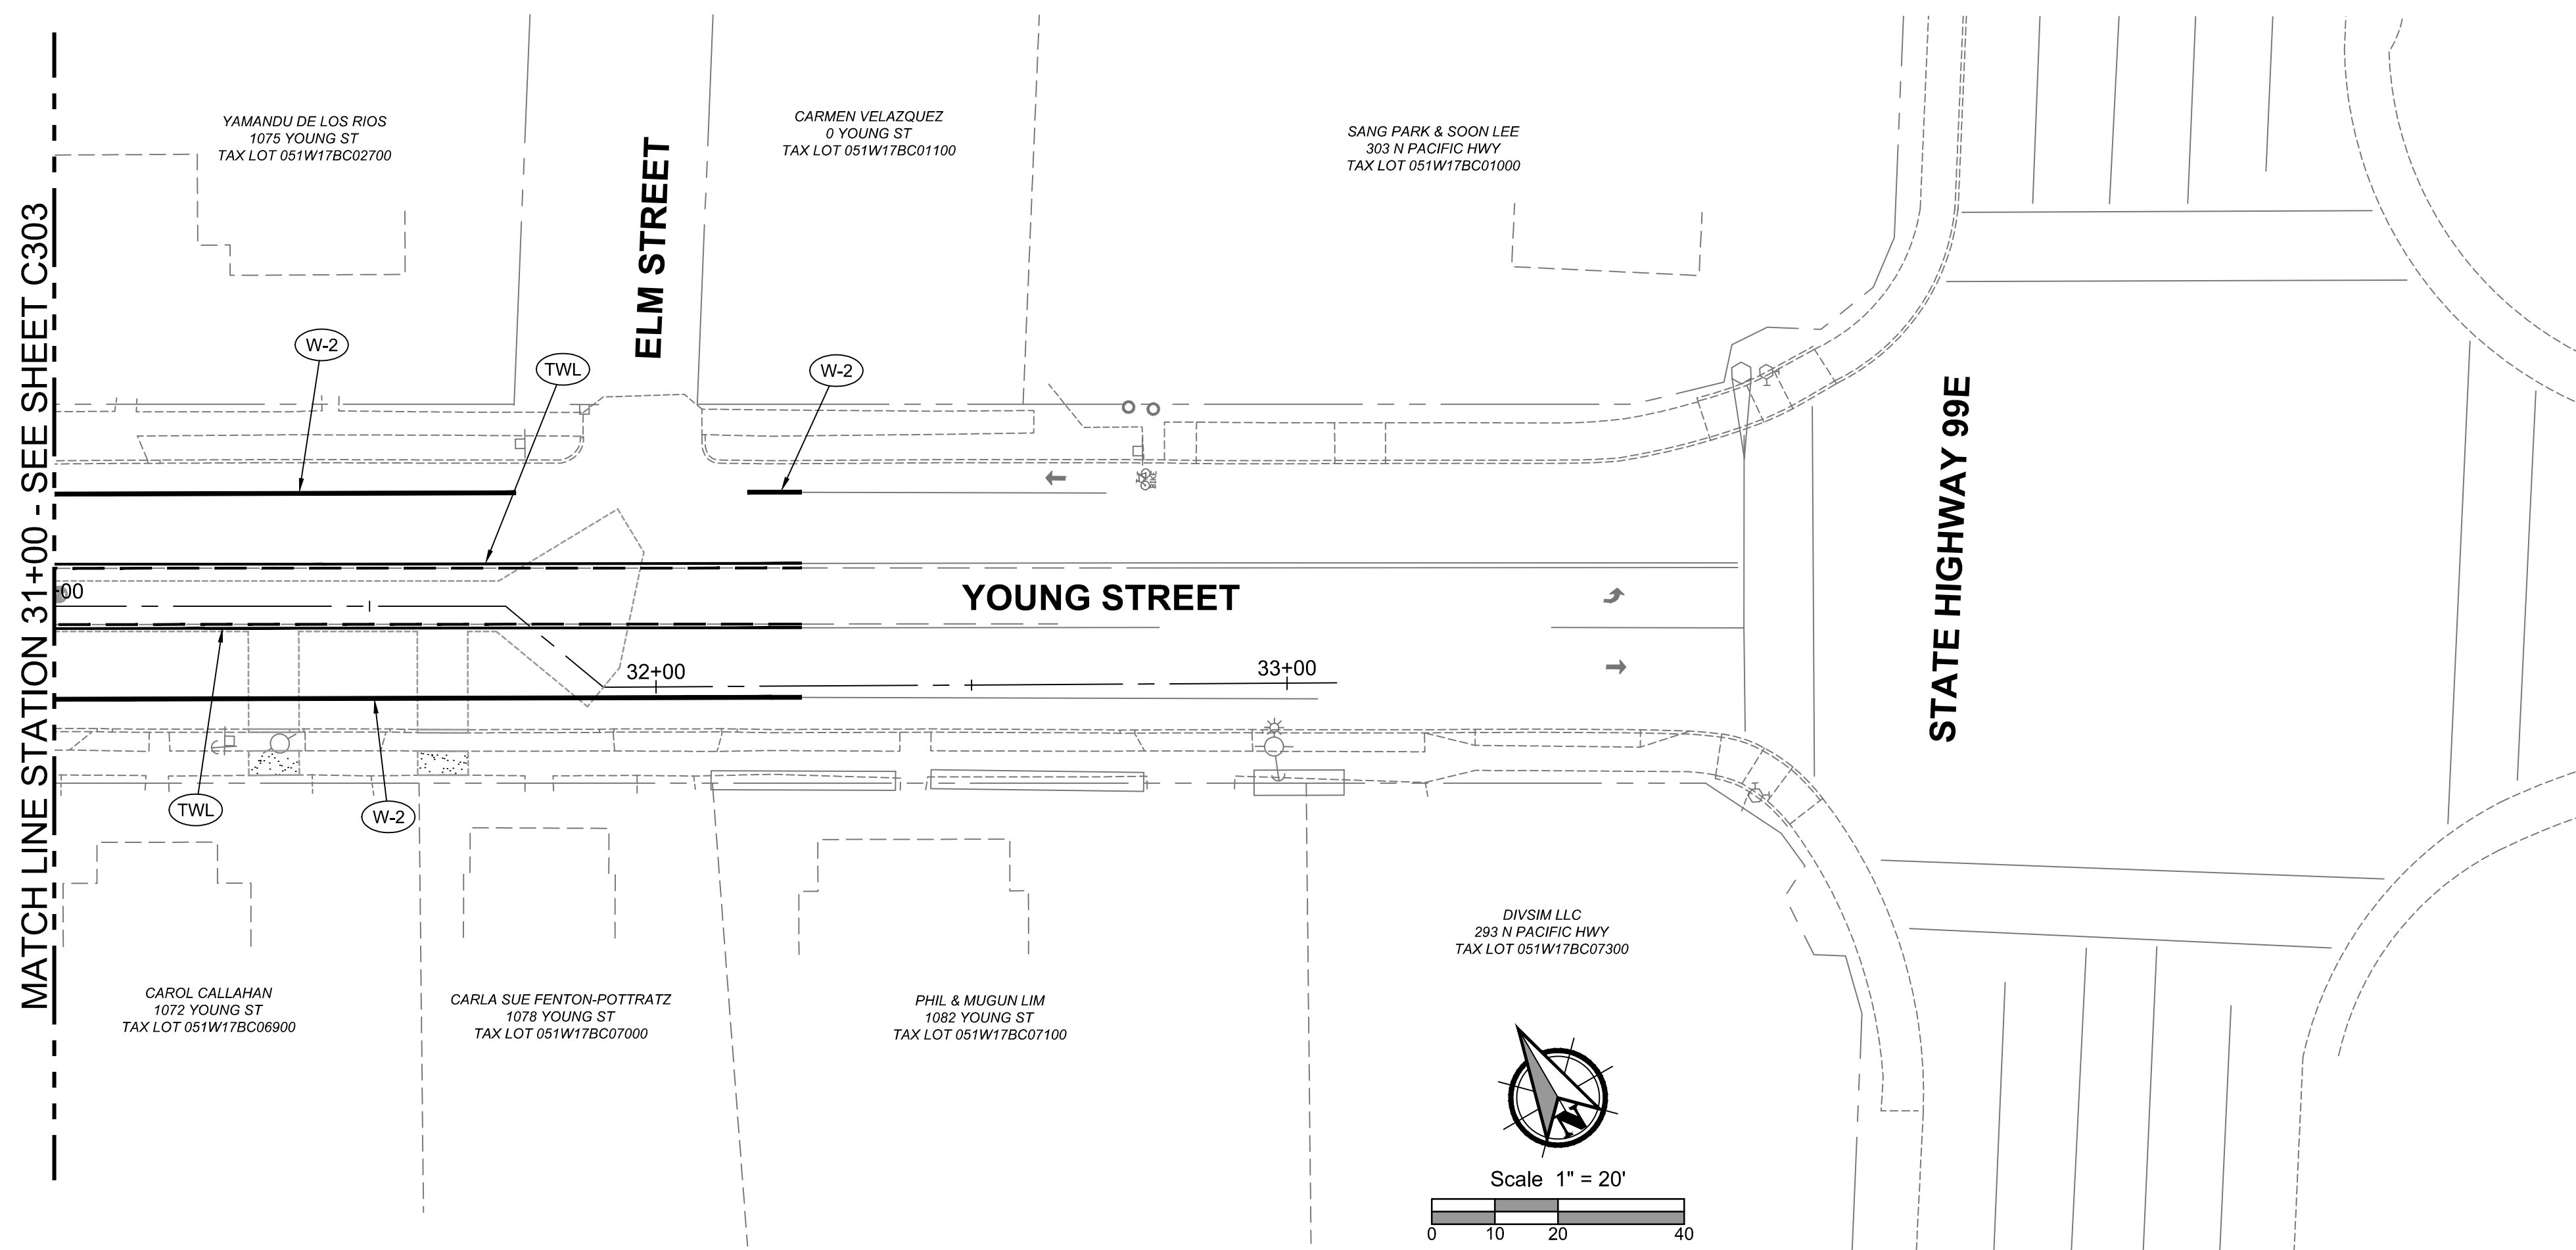 MATCH LINE STATION 31+00 - SEE SHEET C303
YAMANDU DE LOS RIOS
1075 YOUNG ST
TAX LOT 051W17BC02700
ELM STREET
CARMEN VELAZQUEZ
0 YOUNG ST
TAX LOT 051W17BC01100
SANG PARK & SOON LEE
303 N PACIFIC HWY
TAX LOT 051W17BC01000
W-2
TWL
W-2
BIKE
+00
YOUNG STREET
32+00
33+00
STATE HIGHWAY 99E
TWL
W-2
CAROL CALLAHAN
1072 YOUNG ST
TAX LOT 051W17BC06900
CARLA SUE FENTON-POTTRATZ
1078 YOUNG ST
TAX LOT 051W17BC07000
PHIL & MUGUN LIM
1082 YOUNG ST
TAX LOT 051W17BC07100
DIVSIM LLC
293 N PACIFIC HWY
TAX LOT 051W17BC07300
N
Scale 1" = 20'
0 10 20 40